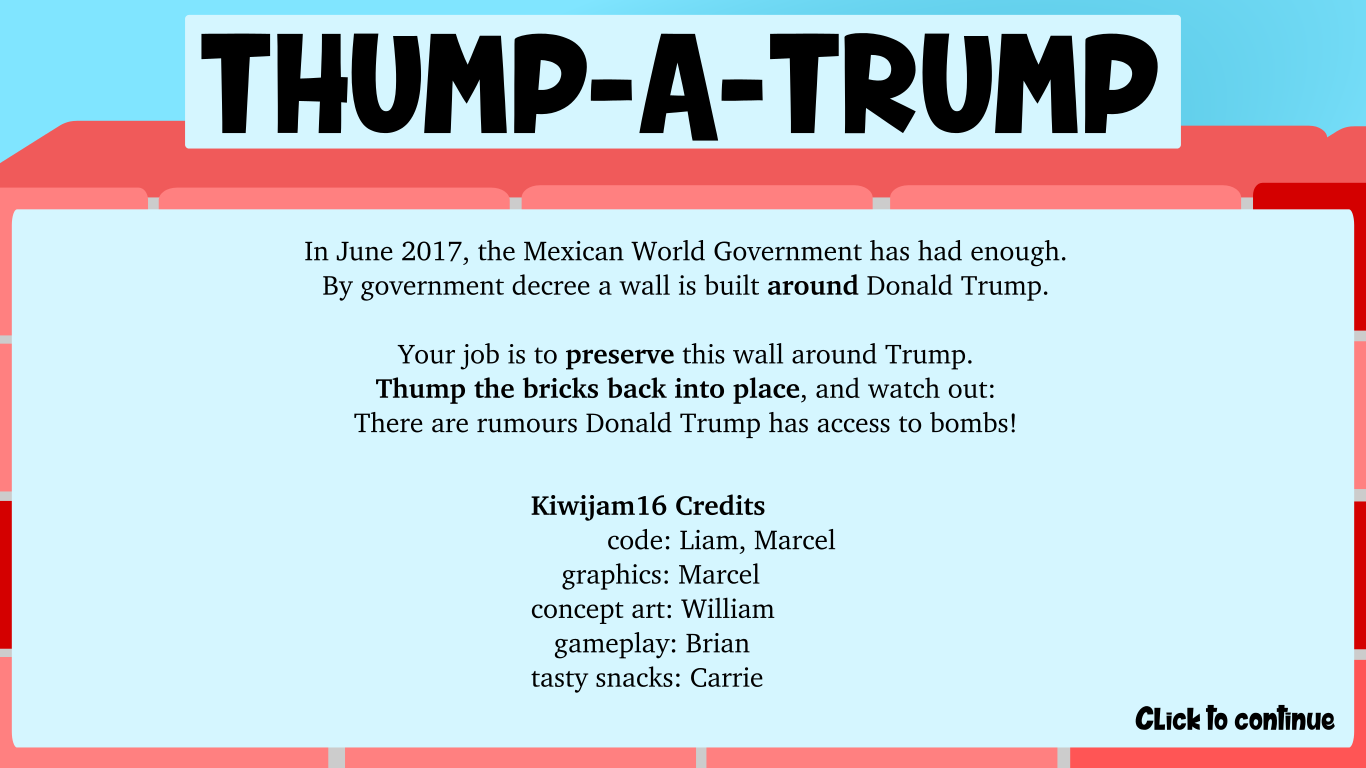 THUMP-A-TRUMP
In June 2017, the Mexican World Government has had enough.
By government decree a wall is built around Donald Trump.
Your job is to preserve this wall around Trump.
Thump the bricks back into place, and watch out:
There are rumours Donald Trump has access to bombs!
Kiwijam16 Credits
code: Liam, Marcel
graphics: Marcel
concept art: William
gameplay: Brian
tasty snacks: Carrie
Click to continue